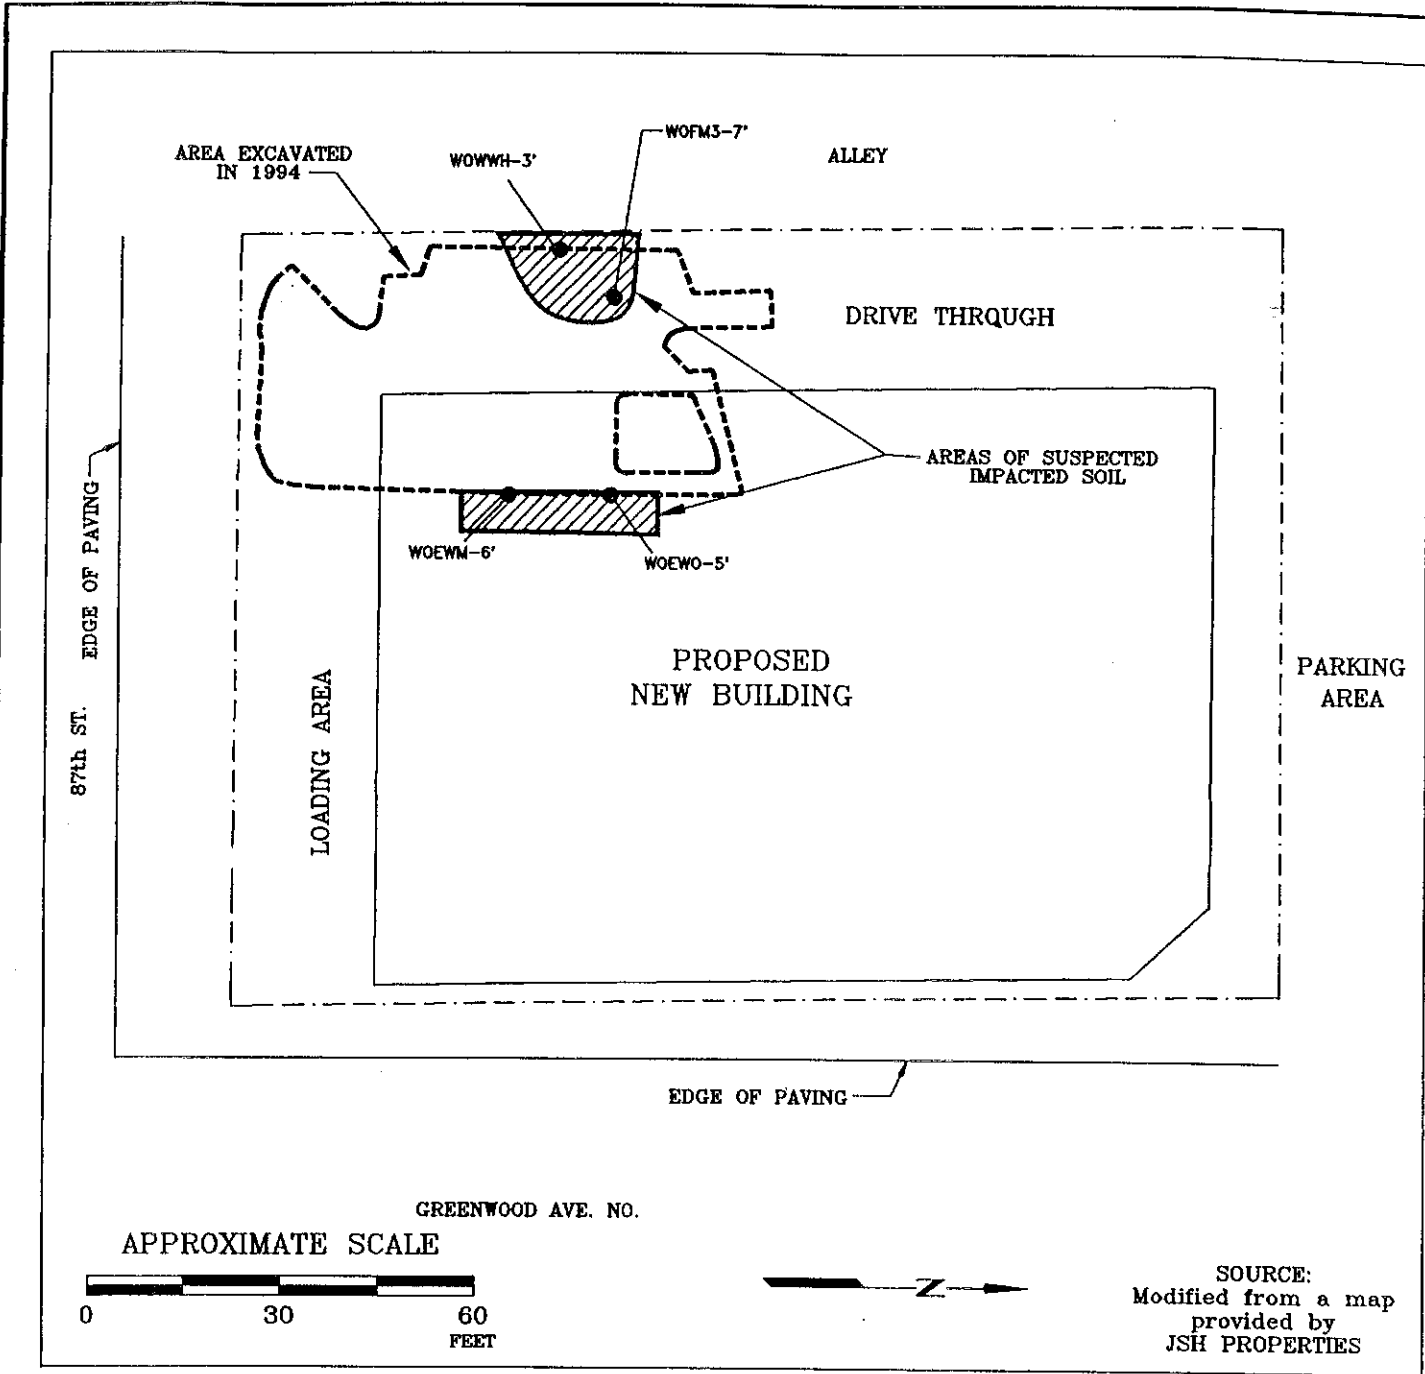 AREA EXCAVATED
IN 1994
WOWWH-3'
WOFM3-7'
ALLEY
DRIVE THROUGH
AREAS OF SUSPECTED
IMPACTED SOIL
WOEWM-6'
WOEWO-5'
87th ST.
EDGE OF PAVING
LOADING AREA
PROPOSED
NEW BUILDING
PARKING
AREA
EDGE OF PAVING
GREENWOOD AVE. NO.
APPROXIMATE SCALE
0 30 60
FEET
Z
SOURCE:
Modified from a map
provided by
JSH PROPERTIES